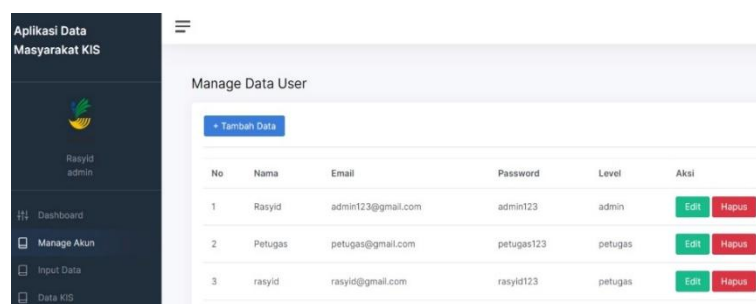 Aplikasi Data
Masyarakat KIS
Rasyid
admin
Dashboard
Manage Akun
Input Data
Data KIS
Manage Data User
+ Tambah Data
No Nama Email Password Level Aksi
1 Rasyid admin123@gmail.com admin123 admin Edit Hapus
2 Petugas petugas@gmail.com petugas123 petugas Edit Hapus
3 rasyid rasyid@gmail.com rasyid123 petugas Edit Hapus